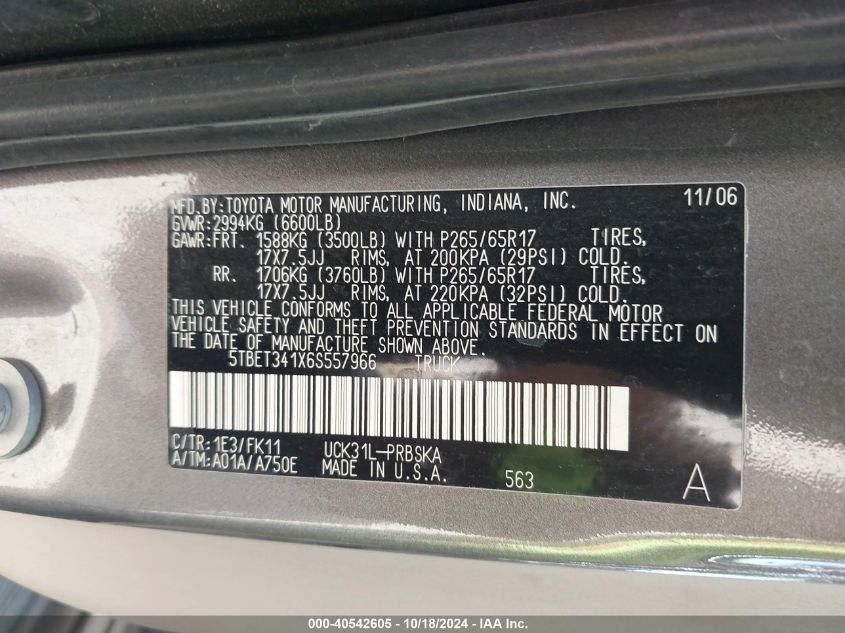 MFD.BY:TOYOTA MOTOR MANUFACTURING, INDIANA, INC. 11/06
GVWR:2994KG (6600LB)
GAWR:FRT. 1588KG (3500LB) WITH P265/65R17 TIRES,
17X7.5JJ RIMS, AT 200KPA (29PSI) COLD.
RR. 1706KG (3760LB) WITH P265/65R17 TIRES,
17X7.5JJ RIMS, AT 220KPA (32PSI) COLD.
THIS VEHICLE CONFORMS TO ALL APPLICABLE FEDERAL MOTOR
VEHICLE SAFETY AND THEFT PREVENTION STANDARDS IN EFFECT ON
THE DATE OF MANUFACTURE SHOWN ABOVE.
5TBET341X6S557966 TRUCK
C/TR:1E3/FK11 UCK31L-PRBSKA
A/TM:A01A/A750E MADE IN U.S.A. 563 A
000-40542605 - 10/18/2024 - IAA Inc.